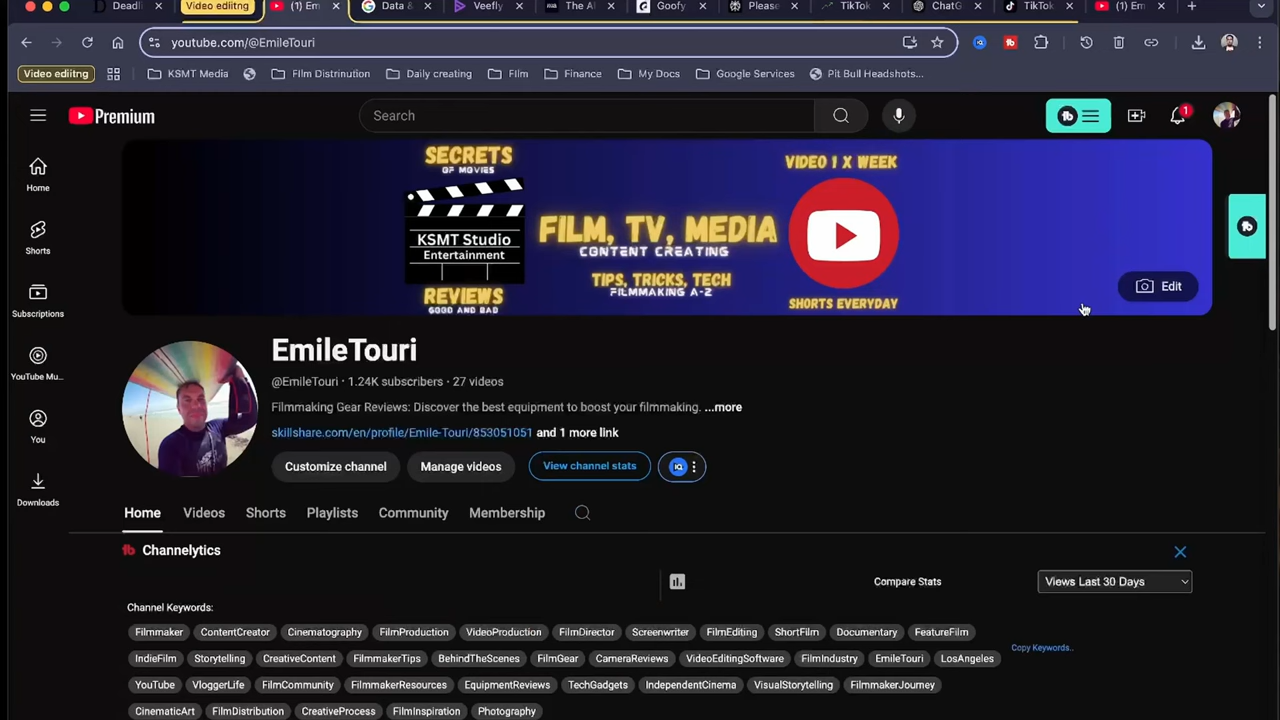 Deadli
Video ediitng
(1) Em
Data &
Veefly
The Al
Goofy
Please
TikTok
ChatG
TikTok
(1) Em
youtube.com/@EmileTouri
Video ediitng
KSMT Media
FIlm Distrinution
Daily creating
FIlm
Finance
My Docs
Google Services
Pit Bull Headshots...
Premium
Search
1
Home
Shorts
Subscriptions
YouTube Mu...
You
Downloads
SECRETS
OF MOVIES
KSMT Studio
Entertainment
REVIEWS
GOOD AND BAD
FILM, TV, MEDIA
CONTENT CREATING
TIPS, TRICKS, TECH
FILMMAKING A-Z
VIDEO 1 X WEEK
SHORTS EVERYDAY
Edit
EmileTouri
@EmileTouri · 1.24K subscribers · 27 videos
Filmmaking Gear Reviews: Discover the best equipment to boost your filmmaking. ...more
skillshare.com/en/profile/Emile-Touri/853051051 and 1 more link
Customize channel
Manage videos
View channel stats
IQ
Home Videos Shorts Playlists Community Membership
Channelytics
Compare Stats
Views Last 30 Days
Channel Keywords:
Filmmaker ContentCreator Cinematography FilmProduction VideoProduction FilmDirector Screenwriter FilmEditing ShortFilm Documentary FeatureFilm
Copy Keywords..
IndieFilm Storytelling CreativeContent FilmmakerTips BehindTheScenes FilmGear CameraReviews VideoEditingSoftware FilmIndustry EmileTouri LosAngeles
YouTube VloggerLife FilmCommunity FilmmakerResources EquipmentReviews TechGadgets IndependentCinema VisualStorytelling FilmmakerJourney
CinematicArt FilmDistribution CreativeProcess FilmInspiration Photography